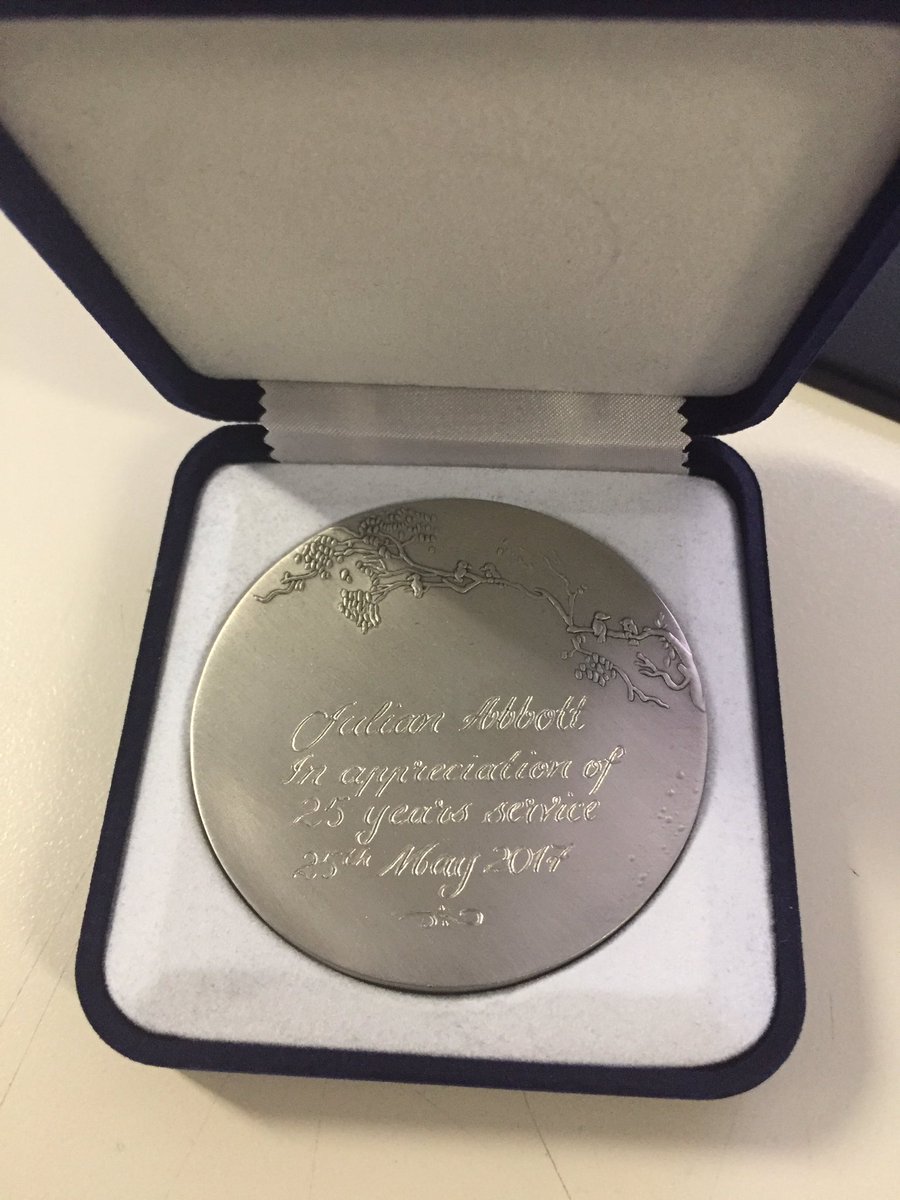 Julian Abbott
In appreciation of
25 years service
25th May 2017